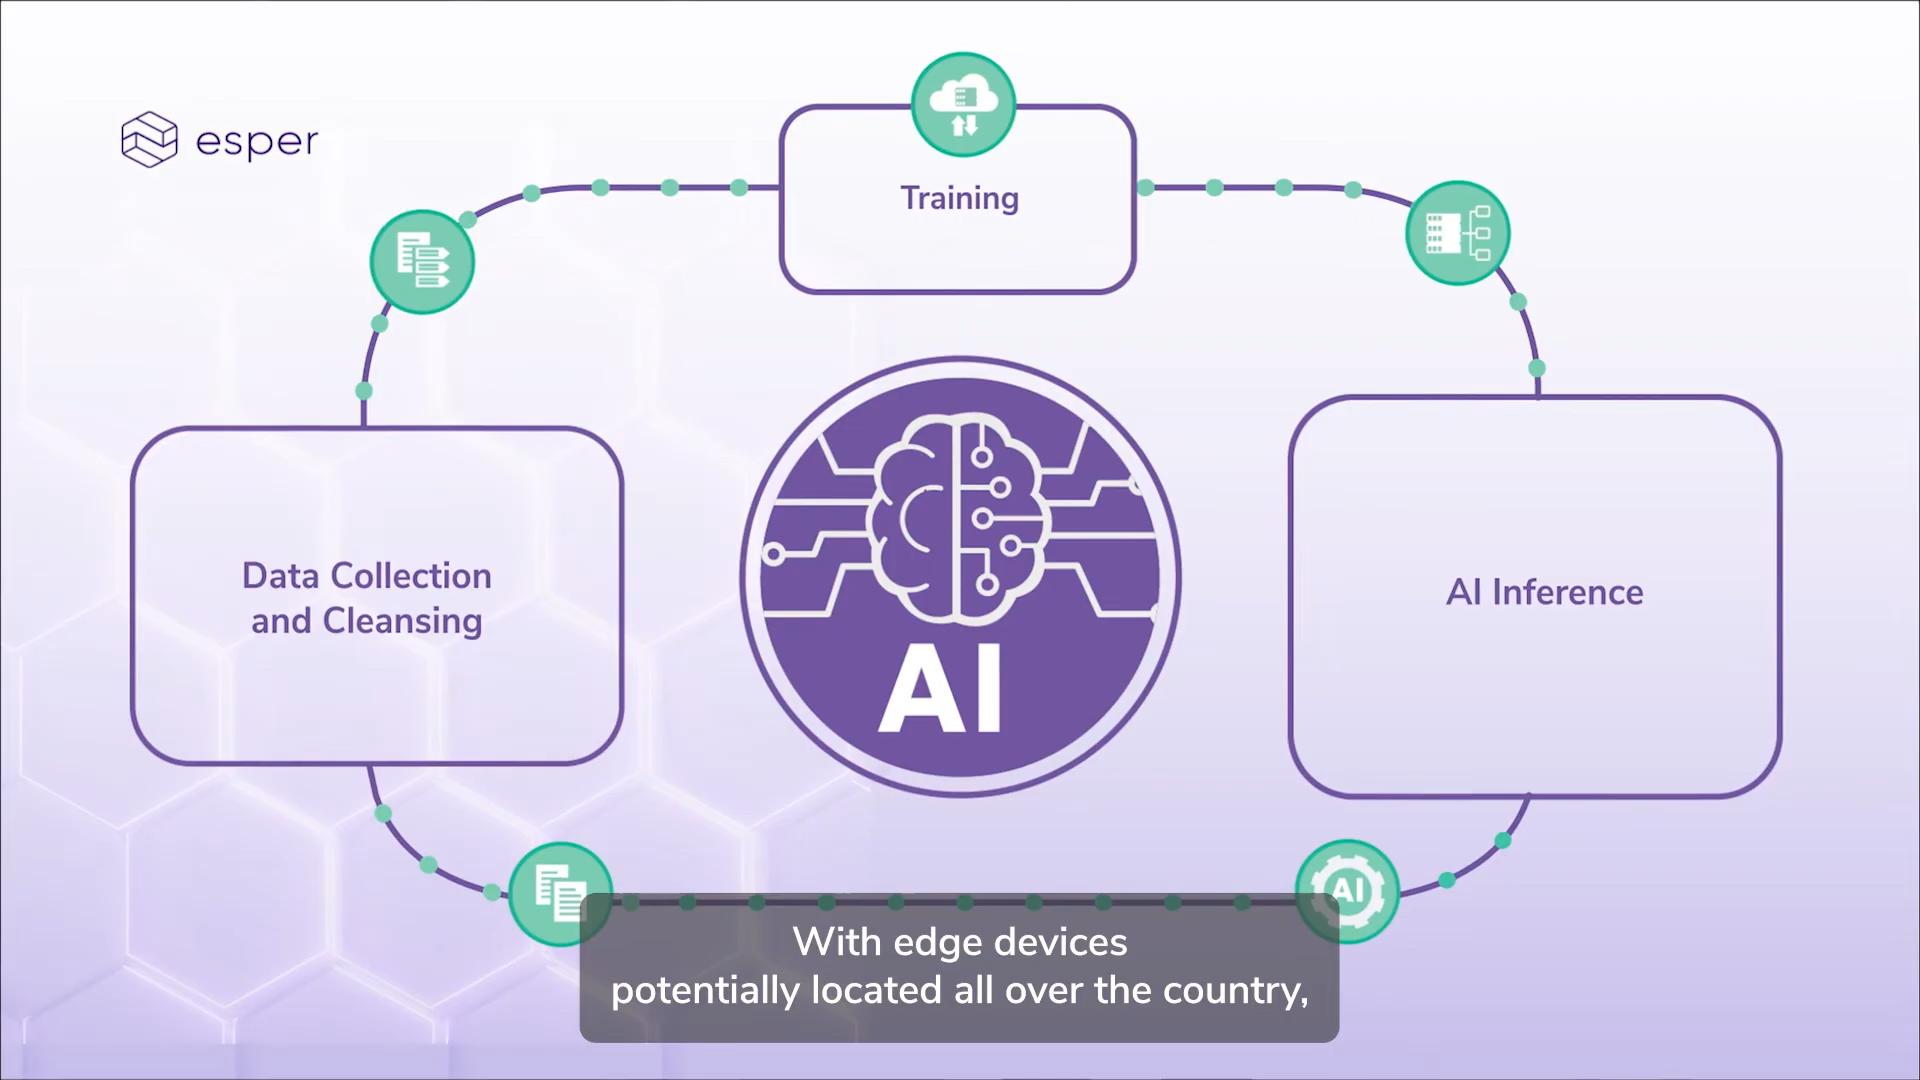 esper
Training
Data Collection
and Cleansing
AI
AI Inference
AI
With edge devices
potentially located all over the country,